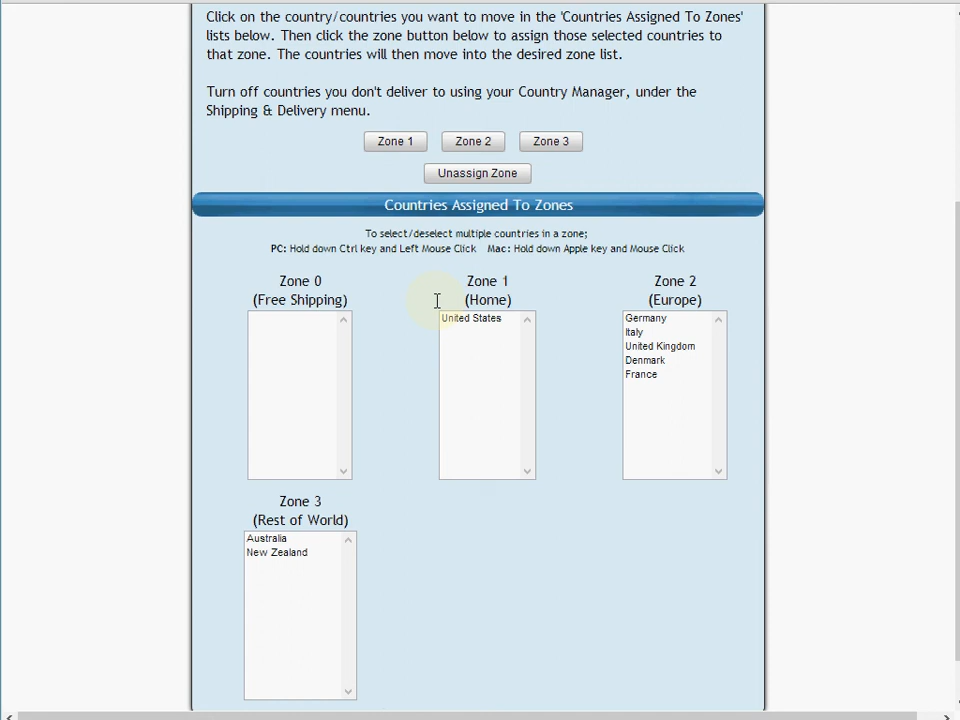 Click on the country/countries you want to move in the 'Countries Assigned To Zones'
lists below. Then click the zone button below to assign those selected countries to
that zone. The countries will then move into the desired zone list.
Turn off countries you don't deliver to using your Country Manager, under the
Shipping & Delivery menu.
Zone 1 Zone 2 Zone 3
Unassign Zone
Countries Assigned To Zones
To select/deselect multiple countries in a zone;
PC: Hold down Ctrl key and Left Mouse Click Mac: Hold down Apple key and Mouse Click
Zone 0
(Free Shipping)
Zone 1
(Home)
United States
Zone 2
(Europe)
Germany
Italy
United Kingdom
Denmark
France
Zone 3
(Rest of World)
Australia
New Zealand